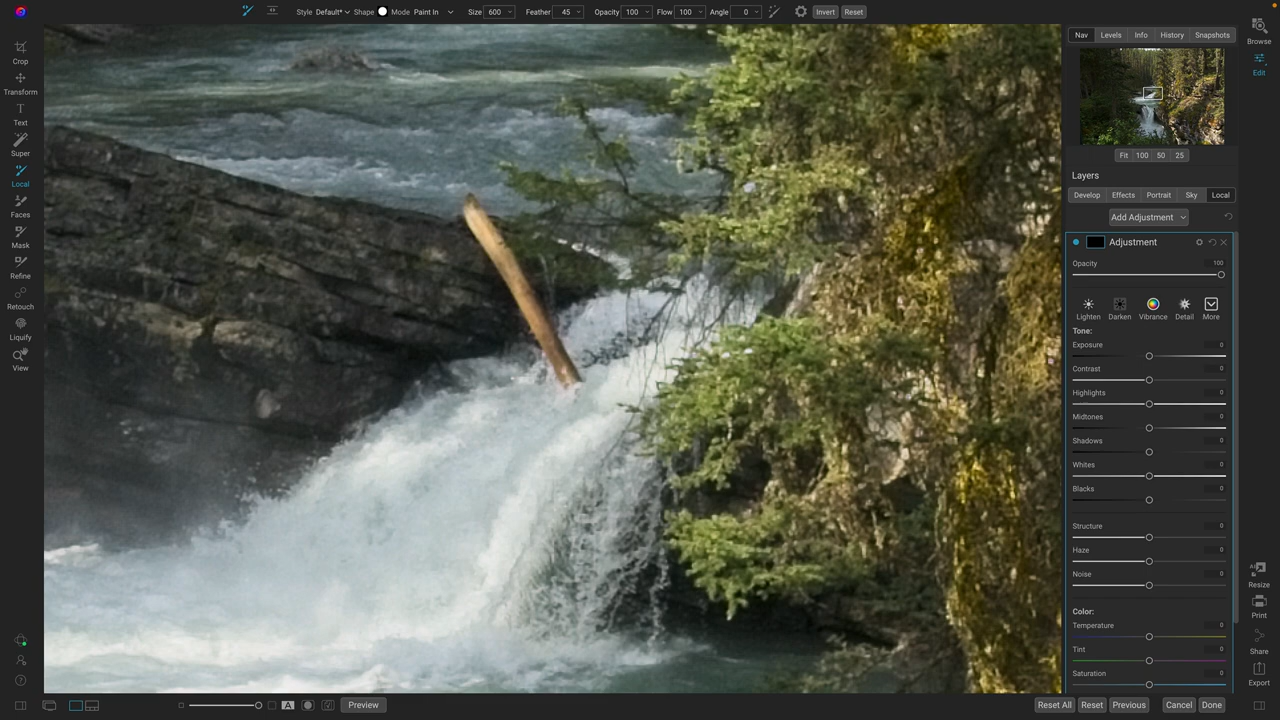 Style Default* Shape Mode Paint In Size 600 Feather 45 Opacity 100 Flow 100 Angle 0 Invert Reset
Crop
Transform
Text
Super
Local
Faces
Mask
Refine
Retouch
Liquify
View
Nav Levels Info History Snapshots
Fit 100 50 25
Layers
Develop Effects Portrait Sky Local
Add Adjustment
Adjustment
Opacity 100
Lighten Darken Vibrance Detail More
Tone:
Exposure 0
Contrast 0
Highlights 0
Midtones 0
Shadows 0
Whites 0
Blacks 0
Structure 0
Haze 0
Noise 0
Color:
Temperature 0
Tint 0
Saturation 0
Browse
Edit
AI
Resize
Print
Share
Export
A Preview
Reset All Reset Previous Cancel Done